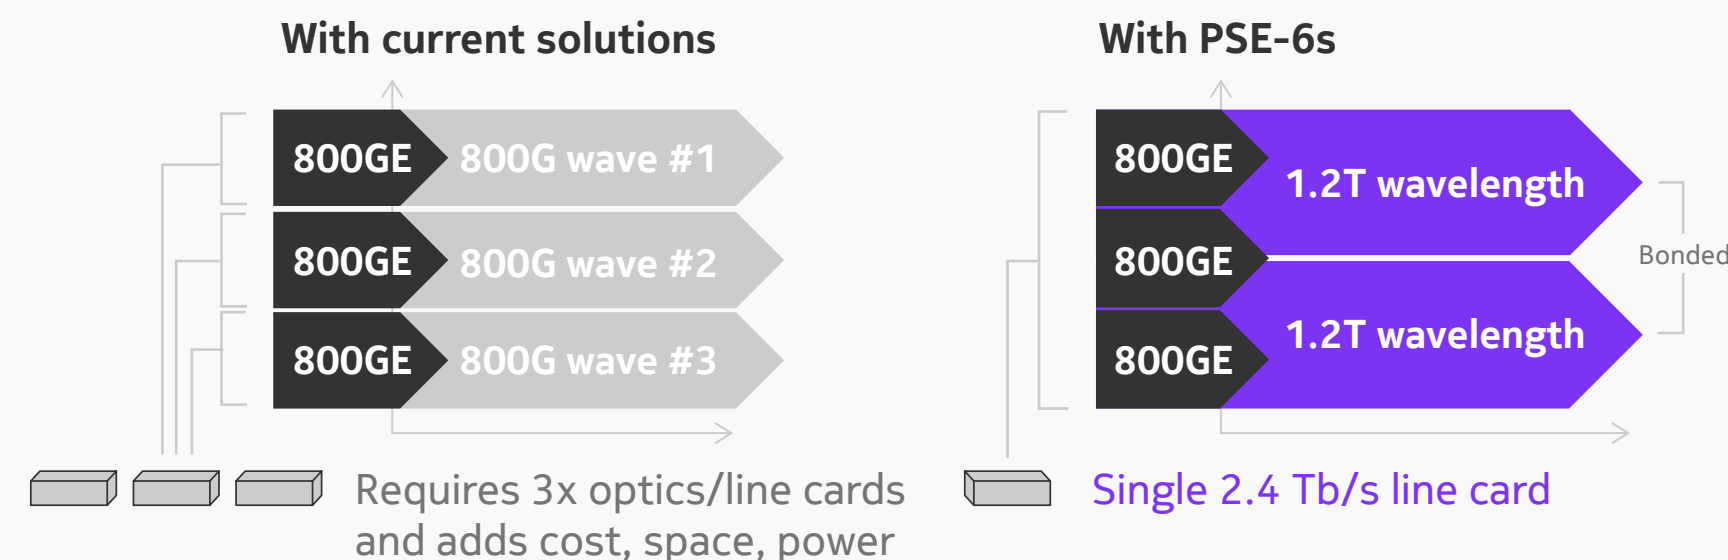 With current solutions
800GE 800G wave #1
800GE 800G wave #2
800GE 800G wave #3
Requires 3x optics/line cards
and adds cost, space, power
With PSE-6s
800GE
800GE
800GE
1.2T wavelength
1.2T wavelength
Bonded
Single 2.4 Tb/s line card